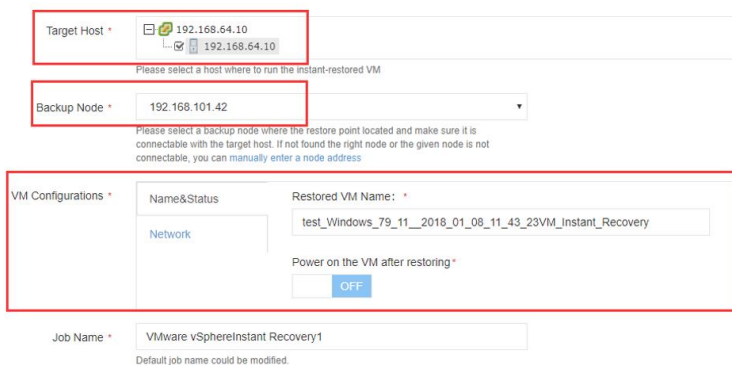 Target Host *
192.168.64.10
192.168.64.10
Please select a host where to run the instant-restored VM
Backup Node *
192.168.101.42
Please select a backup node where the restore point located and make sure it is
connectable with the target host. If not found the right node or the given node is not
connectable, you can manually enter a node address
VM Configurations *
Name&Status
Network
Restored VM Name: *
test_Windows_79_11__2018_01_08_11_43_23VM_Instant_Recovery
Power on the VM after restoring *
OFF
Job Name *
VMware vSphereInstant Recovery1
Default job name could be modified.